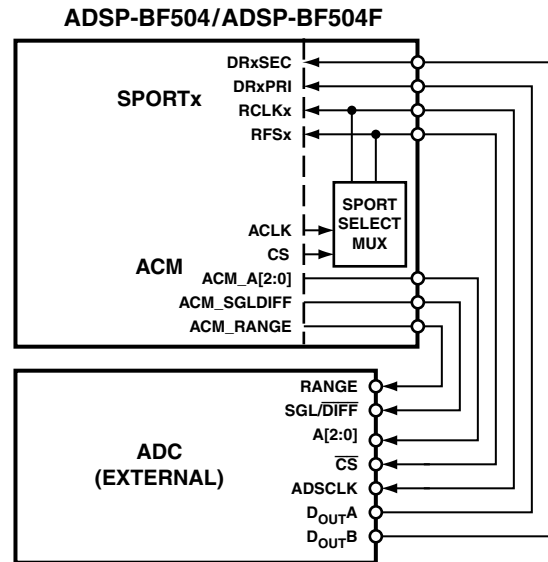 ADSP-BF504/ADSP-BF504F
DRxSEC
DRxPRI
SPORTx
RCLKx
RFSx
SPORT
SELECT
MUX
ACLK
CS
ACM
ACM_A[2:0]
ACM_SGLDIFF
ACM_RANGE
RANGE
SGL/DIFF
A[2:0]
ADC
(EXTERNAL)
CS
ADSCLK
DOUTA
DOUTB